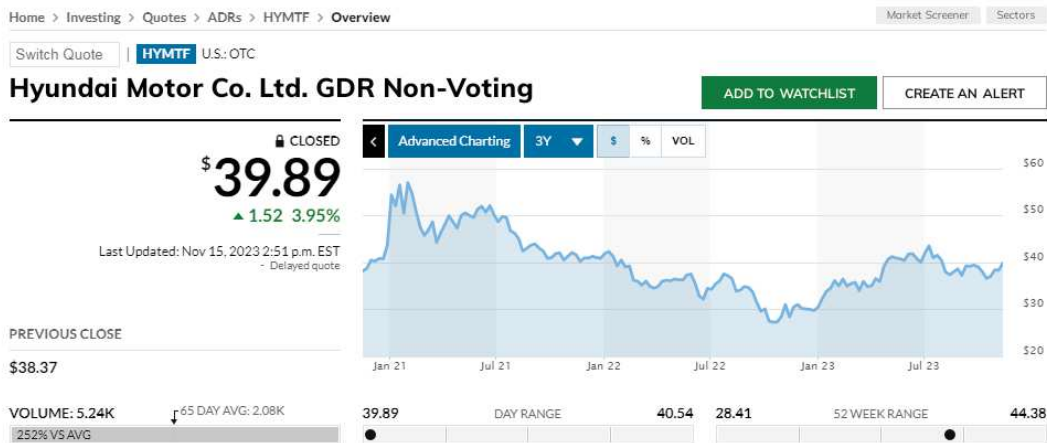 Home > Investing > Quotes > ADRs > HYMTF > Overview
Market Screener Sectors
Switch Quote | HYMTF U.S.: OTC
Hyundai Motor Co. Ltd. GDR Non-Voting
ADD TO WATCHLIST CREATE AN ALERT
CLOSED
$39.89
▲ 1.52 3.95%
Last Updated: Nov 15, 2023 2:51 p.m. EST
- Delayed quote
PREVIOUS CLOSE
$38.37
VOLUME: 5.24K 65 DAY AVG: 2.08K
252% VS AVG
< Advanced Charting 3Y ▼ $ % VOL
$60
$50
$40
$30
$20
Jan 21 Jul 21 Jan 22 Jul 22 Jan 23 Jul 23
39.89 DAY RANGE 40.54
28.41 52 WEEK RANGE 44.38